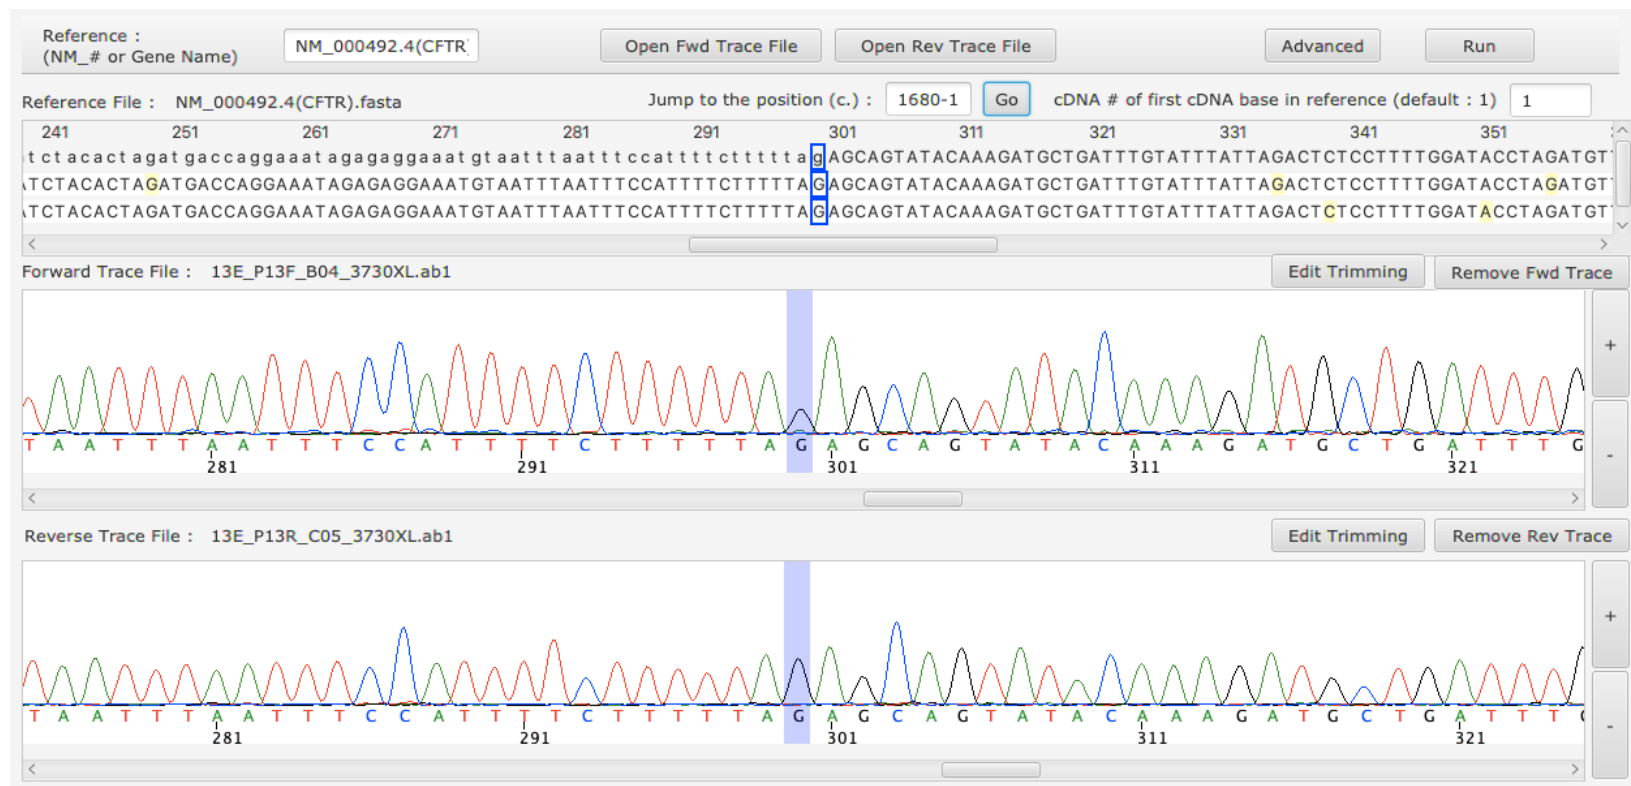 Reference :
(NM_# or Gene Name)
NM_000492.4(CFTR)
Open Fwd Trace File
Open Rev Trace File
Advanced
Run
Reference File : NM_000492.4(CFTR).fasta
Jump to the position (c.) : 1680-1 Go cDNA # of first cDNA base in reference (default : 1) 1
241 251 261 271 281 291 301 311 321 331 341 351
tctacactagatgaccaggaaatagagaggaaatgtaatttaatttccattttctttttagAGCAGTATACAAAGATGCTGATTTGTATTTATTAGACTCTCCTTTTGGATACCTAGATGT
ATCTACACTAGATGACCAGGAAATAGAGAGGAAATGTAATTTAATTTCCATTTTCTTTTTAGAGCAGTATACAAAGATGCTGATTTGTATTTATTAGACTCTCCTTTTGGATACCTAGATGT
ATCTACACTAGATGACCAGGAAATAGAGAGGAAATGTAATTTAATTTCCATTTTCTTTTTAGAGCAGTATACAAAGATGCTGATTTGTATTTATTAGACTCTCCTTTTGGATACCTAGATGT
Forward Trace File : 13E_P13F_B04_3730XL.ab1
Edit Trimming
Remove Fwd Trace
+
T A A T T T A A T T T C C A T T T T C T T T T T A G A G C A G T A T A C A A A G A T G C T G A T T T G
-
281 291 301 311 321
Reverse Trace File : 13E_P13R_C05_3730XL.ab1
Edit Trimming
Remove Rev Trace
+
T A A T T T A A T T T C C A T T T T C T T T T T A G A G C A G T A T A C A A A G A T G C T G A T T T G
-
281 291 301 311 321